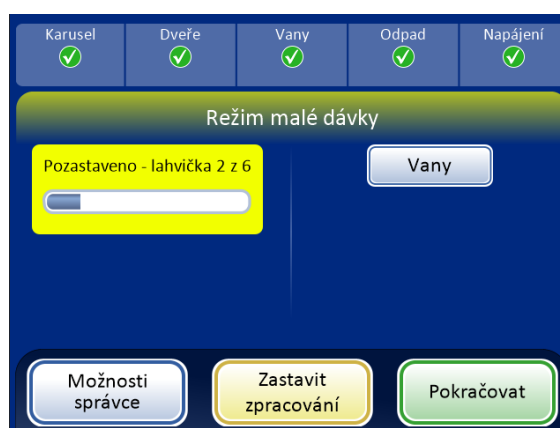 Karusel Dveře Vany Odpad Napájení
Režim malé dávky
Pozastaveno - lahvička 2 z 6
Vany
Možnosti
správce
Zastavit
zpracování
Pokračovat